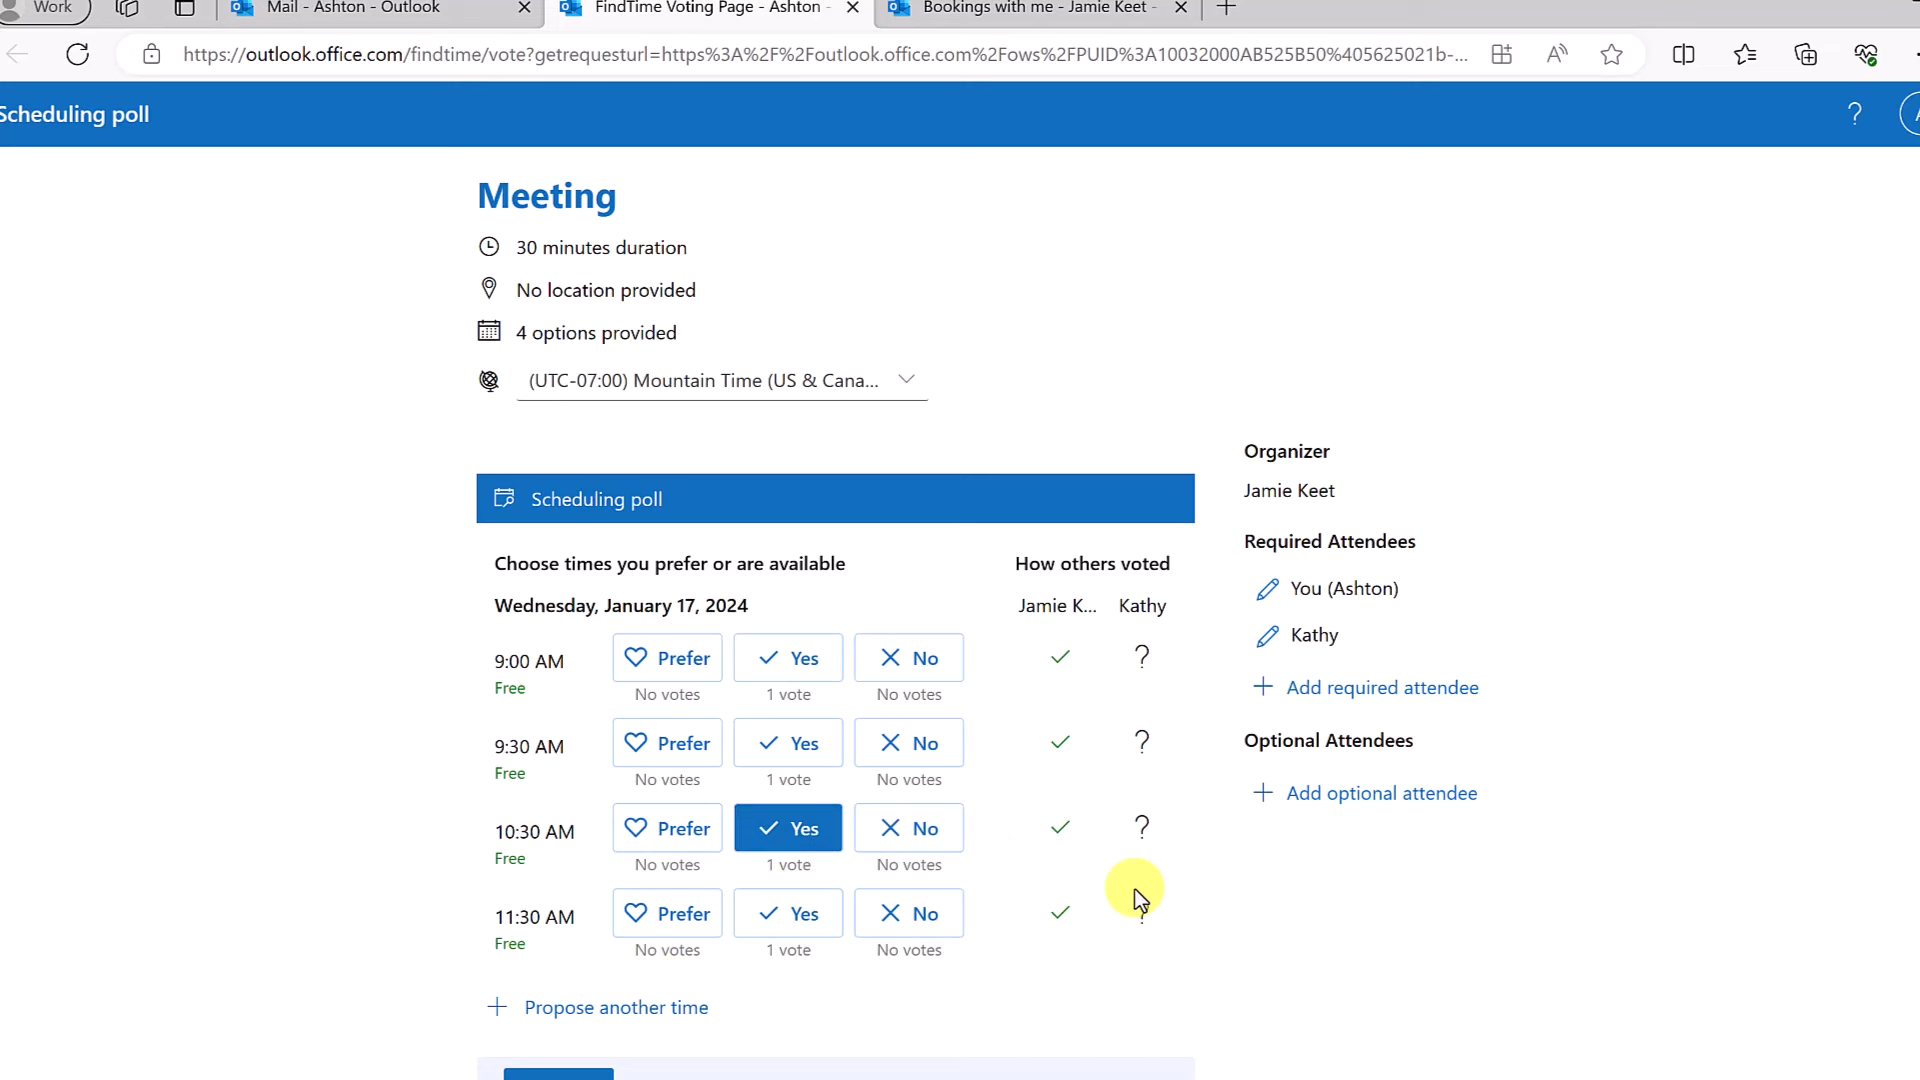 Work
Mail - Ashton - Outlook
FindTime Voting Page - Ashton -
Bookings with me - Jamie Keet -
https://outlook.office.com/findtime/vote?getrequesturl=https%3A%2F%2Foutlook.office.com%2Fows%2FPUID%3A10032000AB525B50%405625021b-...
Scheduling poll
?
Meeting
30 minutes duration
No location provided
4 options provided
(UTC-07:00) Mountain Time (US & Cana...
Scheduling poll
Choose times you prefer or are available
How others voted
Wednesday, January 17, 2024
Jamie K...
Kathy
9:00 AM
Prefer
Yes
No
?
Free
No votes
1 vote
No votes
9:30 AM
Prefer
Yes
No
?
Free
No votes
1 vote
No votes
10:30 AM
Prefer
Yes
No
?
Free
No votes
1 vote
No votes
11:30 AM
Prefer
Yes
No
?
Free
No votes
1 vote
No votes
Propose another time
Organizer
Jamie Keet
Required Attendees
You (Ashton)
Kathy
Add required attendee
Optional Attendees
Add optional attendee